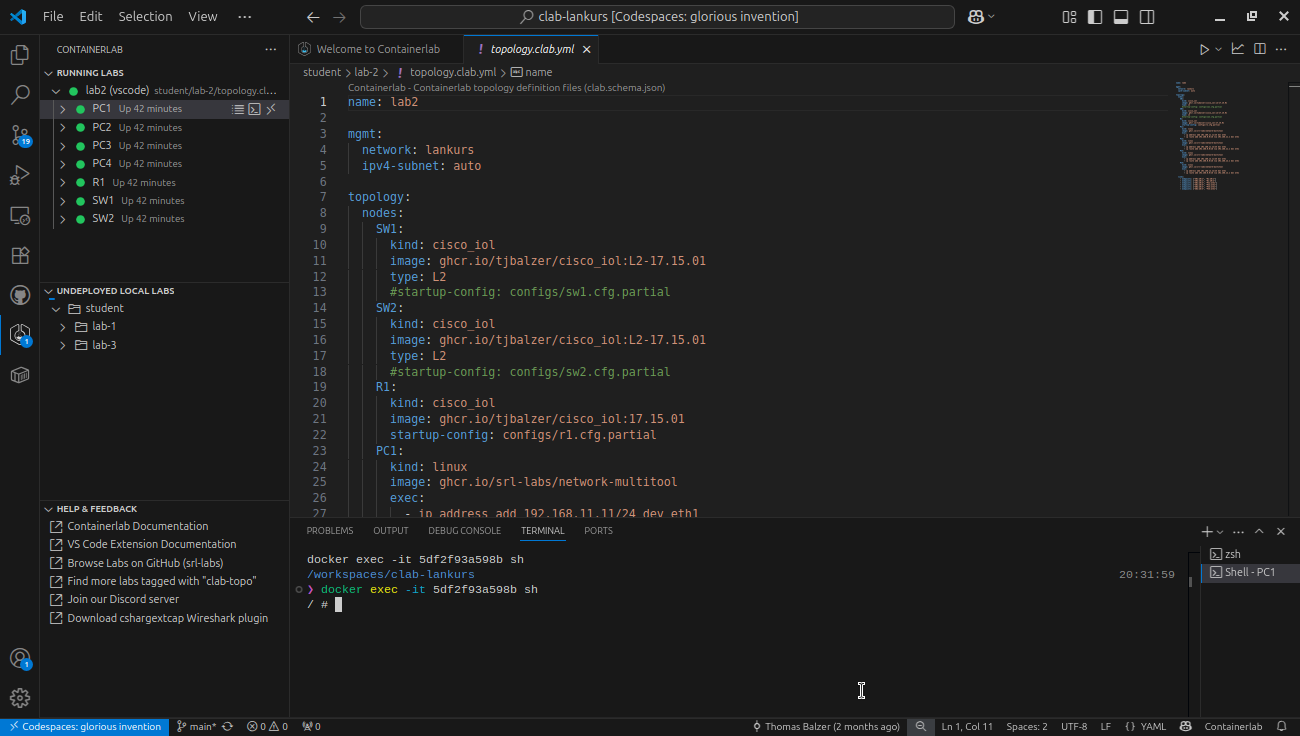 File Edit Selection View ··· clab-lankurs [Codespaces: glorious invention]
CONTAINERLAB ···
RUNNING LABS
lab2 (vscode) student/lab-2/topology.cl...
PC1 Up 42 minutes
PC2 Up 42 minutes
PC3 Up 42 minutes
PC4 Up 42 minutes
R1 Up 42 minutes
SW1 Up 42 minutes
SW2 Up 42 minutes
19
1
1
UNDEPLOYED LOCAL LABS
student
lab-1
lab-3
HELP & FEEDBACK
Containerlab Documentation
VS Code Extension Documentation
Browse Labs on GitHub (srl-labs)
Find more labs tagged with "clab-topo"
Join our Discord server
Download cshargextcap Wireshark plugin
Welcome to Containerlab ! topology.clab.yml
student > lab-2 > ! topology.clab.yml > name
Containerlab - Containerlab topology definition files (clab.schema.json)
1 name: lab2
2
3 mgmt:
4 network: lankurs
5 ipv4-subnet: auto
6
7 topology:
8 nodes:
9 SW1:
10 kind: cisco_iol
11 image: ghcr.io/tjbalzer/cisco_iol:L2-17.15.01
12 type: L2
13 #startup-config: configs/sw1.cfg.partial
14 SW2:
15 kind: cisco_iol
16 image: ghcr.io/tjbalzer/cisco_iol:L2-17.15.01
17 type: L2
18 #startup-config: configs/sw2.cfg.partial
19 R1:
20 kind: cisco_iol
21 image: ghcr.io/tjbalzer/cisco_iol:17.15.01
22 startup-config: configs/r1.cfg.partial
23 PC1:
24 kind: linux
25 image: ghcr.io/srl-labs/network-multitool
26 exec:
27 - ip address add 192.168.11.11/24 dev eth1
PROBLEMS OUTPUT DEBUG CONSOLE TERMINAL PORTS
docker exec -it 5df2f93a598b sh
/workspaces/clab-lankurs 20:31:59
❯ docker exec -it 5df2f93a598b sh
/ #
zsh
Shell - PC1
Codespaces: glorious invention main* 0 0 0 Thomas Balzer (2 months ago) Ln 1, Col 11 Spaces: 2 UTF-8 LF {} YAML Containerlab